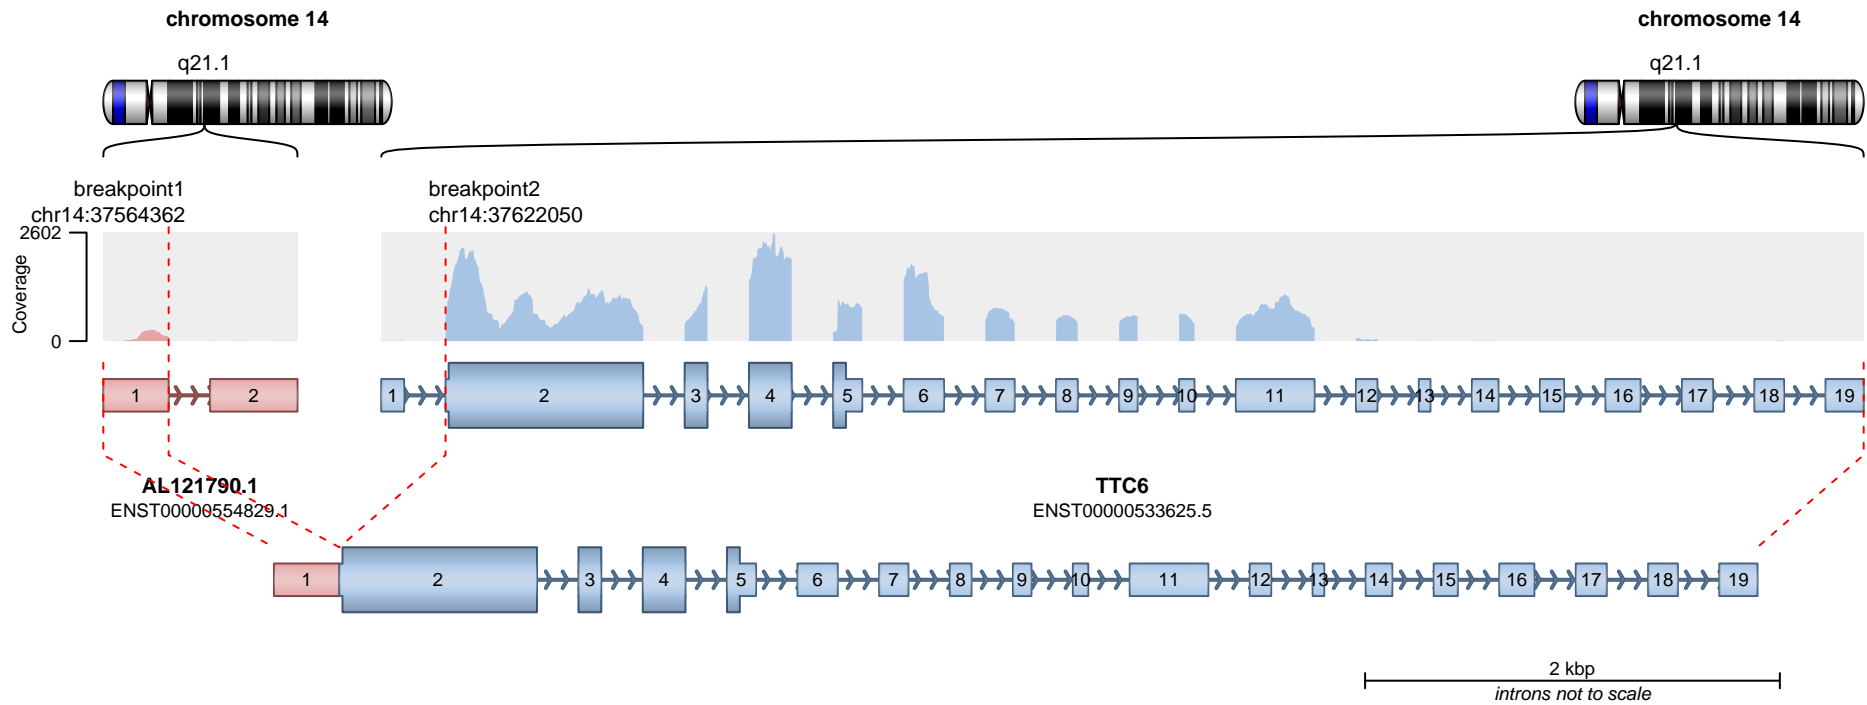 chromosome 14
chromosome 14
q21.1
q21.1
breakpoint1
chr14:37564362
breakpoint2
chr14:37622050
2602
0
Coverage
1
2
1
2
3
4
5
6
7
8
9
10
11
12
13
14
15
16
17
18
19
AL121790.1
ENST00000554829.1
TTC6
ENST00000533625.5
1
2
3
4
5
6
7
8
9
10
11
12
13
14
15
16
17
18
19
2 kbp
introns not to scale